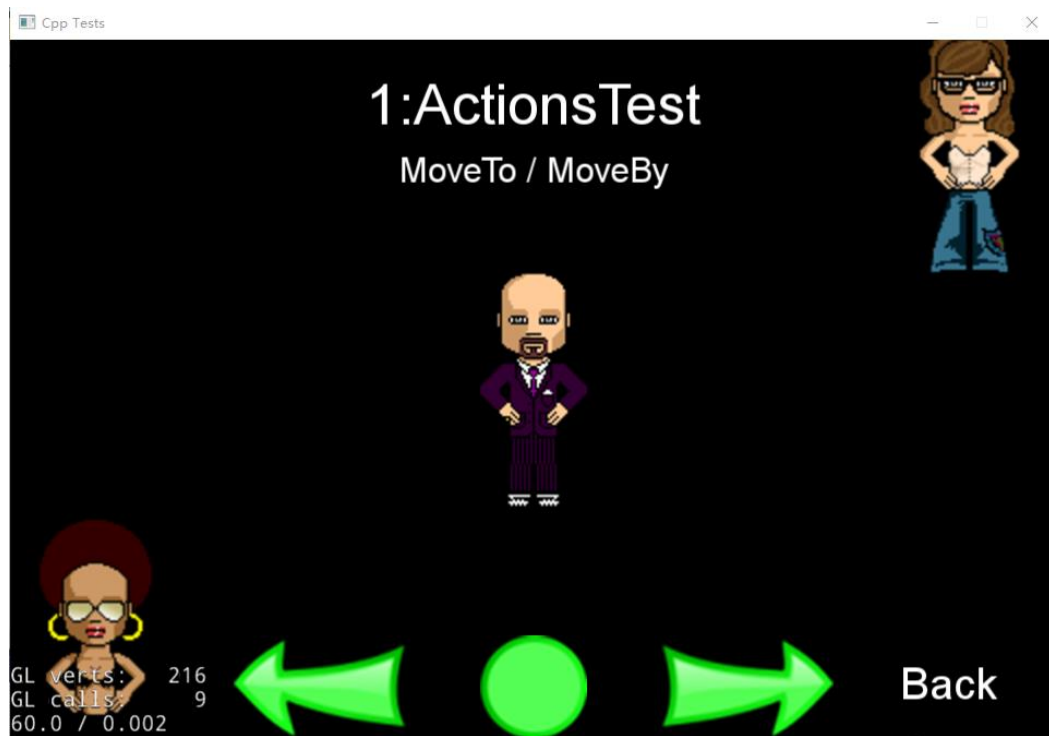 Cpp Tests
1:ActionsTest
MoveTo / MoveBy
GL verts: 216
GL calls: 9
60.0 / 0.002
Back